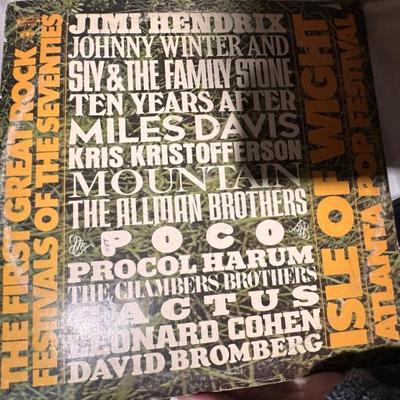 THE FIRST GREAT ROCK
FESTIVALS OF THE SEVENTIES
JIMI HENDRIX
JOHNNY WINTER AND
SLY & THE FAMILY STONE
TEN YEARS AFTER
MILES DAVIS
KRIS KRISTOFFERSON
MOUNTAIN
THE ALLMAN BROTHERS
POCO
PROCOL HARUM
THE CHAMBERS BROTHERS
CACTUS
LEONARD COHEN
DAVID BROMBERG
ISLE OF WIGHT
ATLANTA POP FESTIVAL